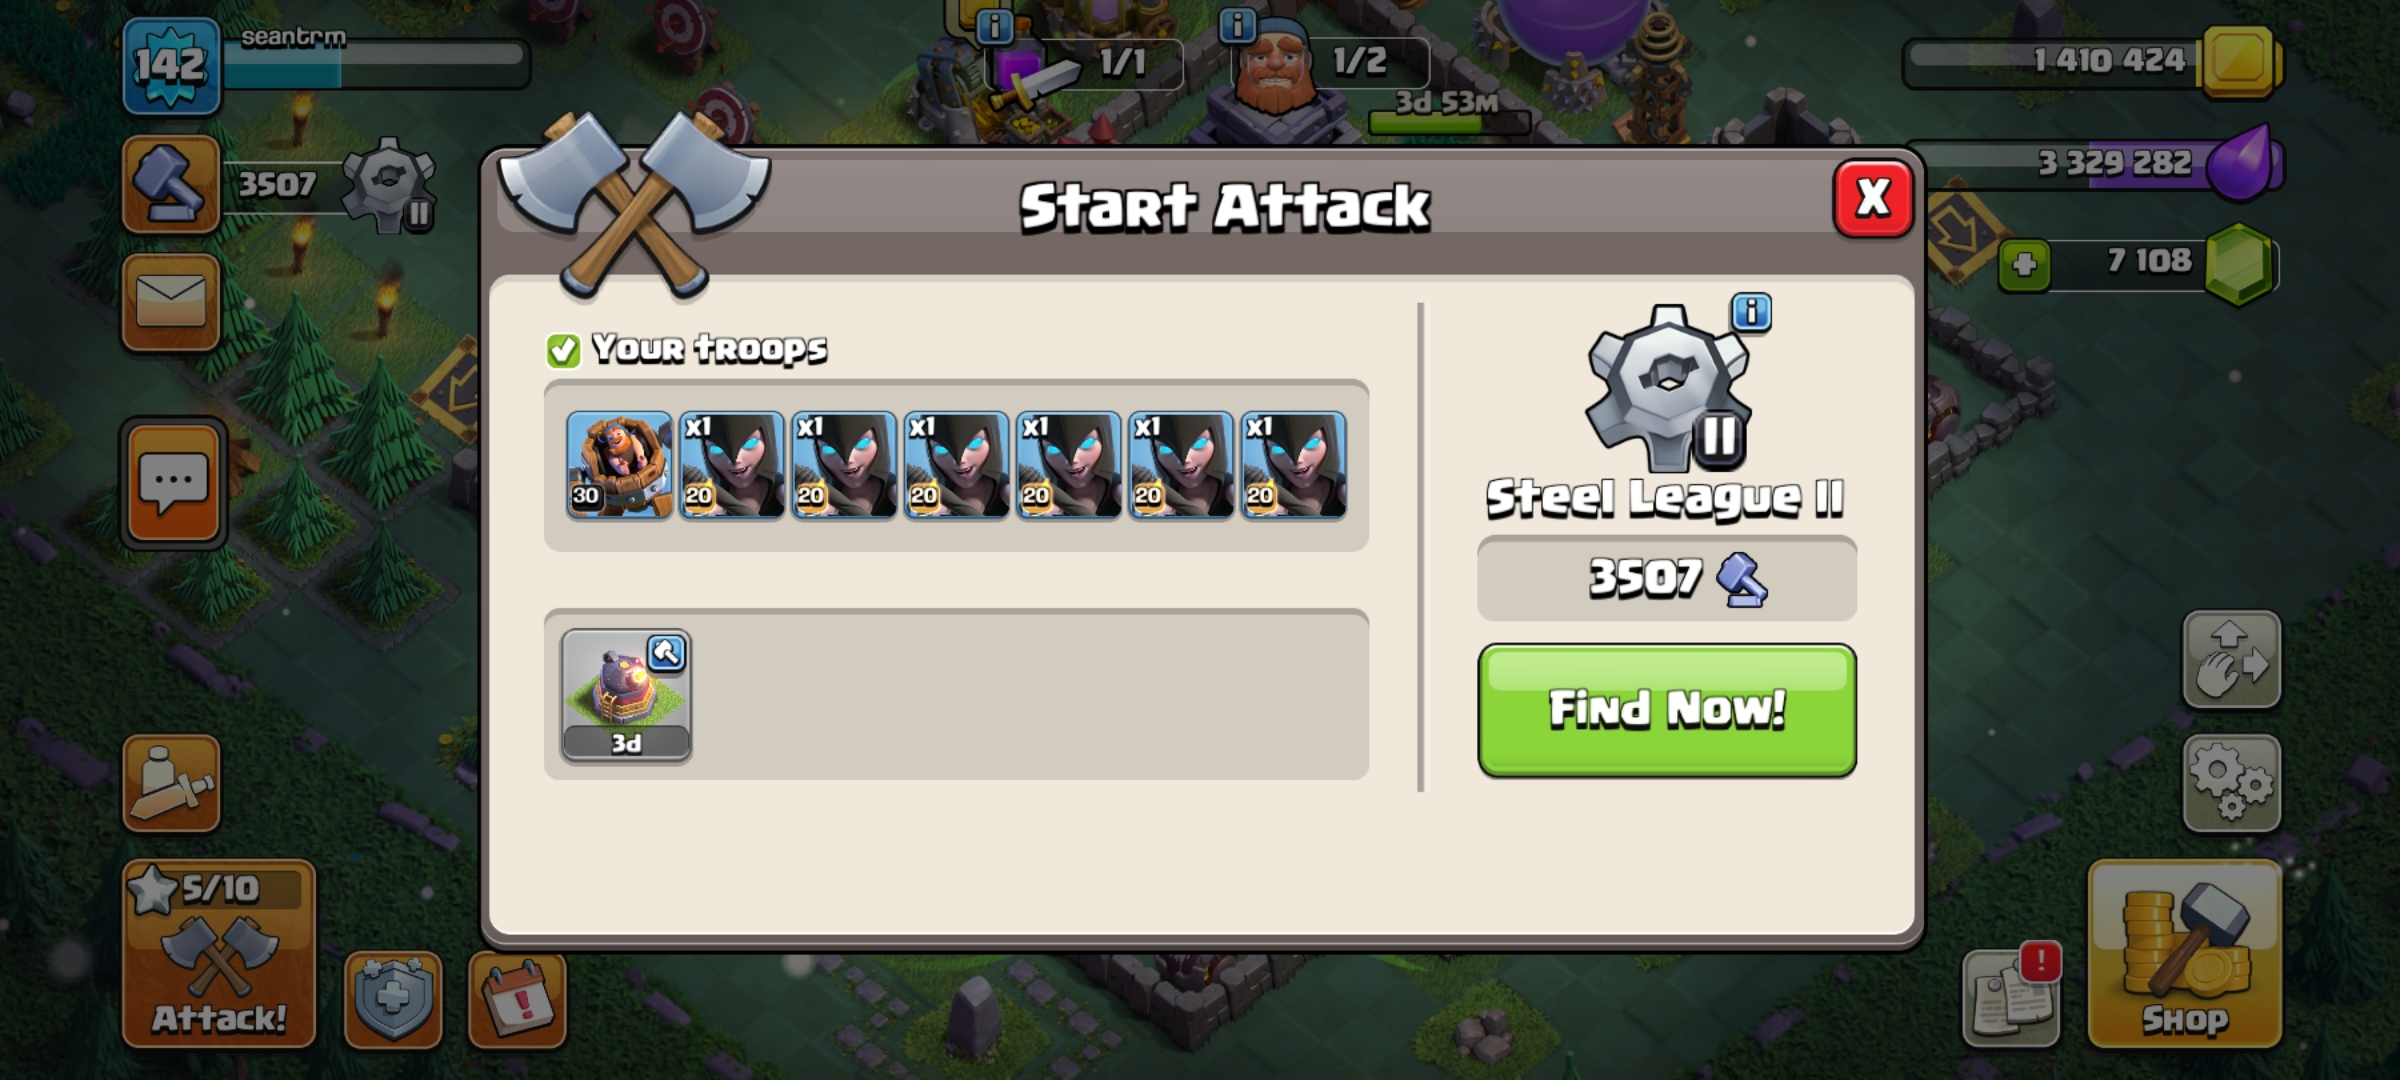 142
seantrm
1/1
1/2
3d 53m
1 410 424
3507
II
3 329 282
7 108
Start Attack
X
Your troops
30
x1
20
x1
20
x1
20
x1
20
x1
20
x1
20
3d
i
II
Steel League II
3507
Find Now!
5/10
Attack!
!
Shop